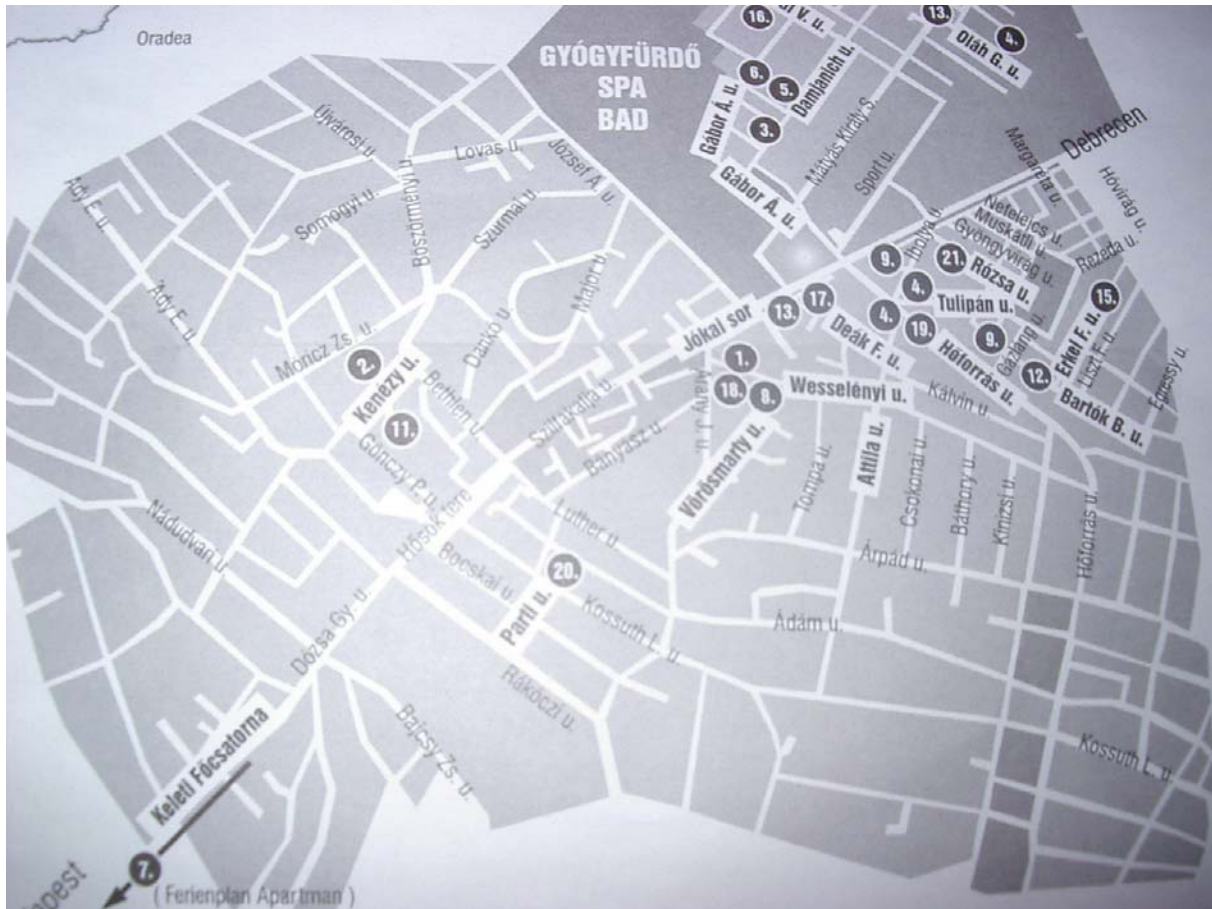 Oradea
GYÓGYFÜRDŐ
SPA
BAD
16.
V. u.
13.
4.
Oláh G. u.
6.
5.
Damjanich u.
3.
Gábor Á. u.
Gábor Á. u.
Mátyás Király S.
Sport u.
Debrecen
Margaréta u.
Hóvirág u.
Nefelejcs u.
Muskátli u.
Gyöngyvirág u.
Rezeda u.
Ibolya u.
9.
21.
Rózsa u.
4.
Tulipán u.
15.
4.
19.
Hőforrás u.
9.
Gázláng u.
12.
Erkel F. u.
Liszt F. u.
Egressy u.
Bartók B. u.
Újvárosi u.
Lovas u.
József A. u.
Ady E. u.
Somogyi u.
Böszörményi u.
Szurmai u.
Ady E. u.
Major u.
Jókai sor
13.
17.
Deák F. u.
Móricz Zs. u.
Dankó u.
2.
Kenézy u.
Bethlen u.
Szilfákalja u.
Arany J. u.
1.
18.
8.
Wesselényi u.
Kálvin u.
11.
Gönczy P. u.
Bányász u.
Vörösmarty u.
Tompa u.
Attila u.
Csokonai u.
Báthory u.
Kinizsi u.
Hőforrás u.
Nádudvari u.
Hősök tere
Luther u.
Árpád u.
Bocskai u.
20.
Parti u.
Kossuth L. u.
Ádám u.
Dózsa Gy. u.
Rákóczi u.
Bajcsy Zs. u.
Kossuth L. u.
Keleti Főcsatorna
7.
( Ferienplan Apartman )